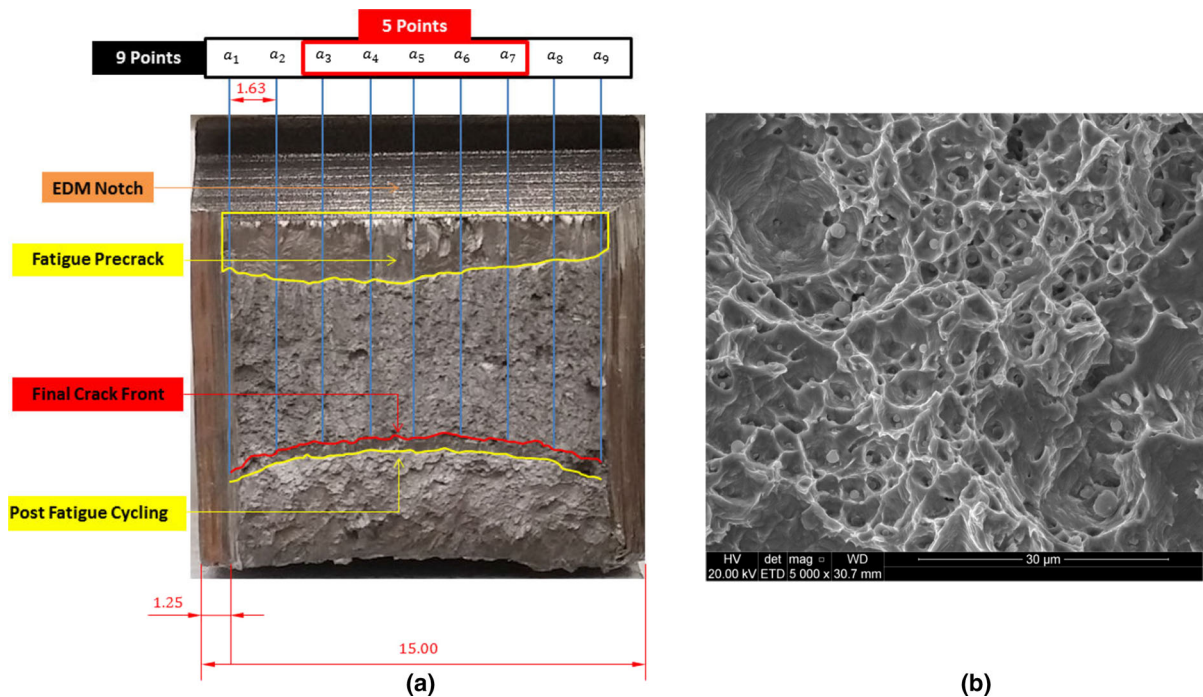 5 Points
9 Points
a₁ a₂ a₃ a₄ a₅ a₆ a₇ a₈ a₉
1.63
EDM Notch
Fatigue Precrack
Final Crack Front
Post Fatigue Cycling
1.25
15.00
(a)
HV det mag □ WD
20.00 kV ETD 5 000 x 30.7 mm
30 µm
(b)